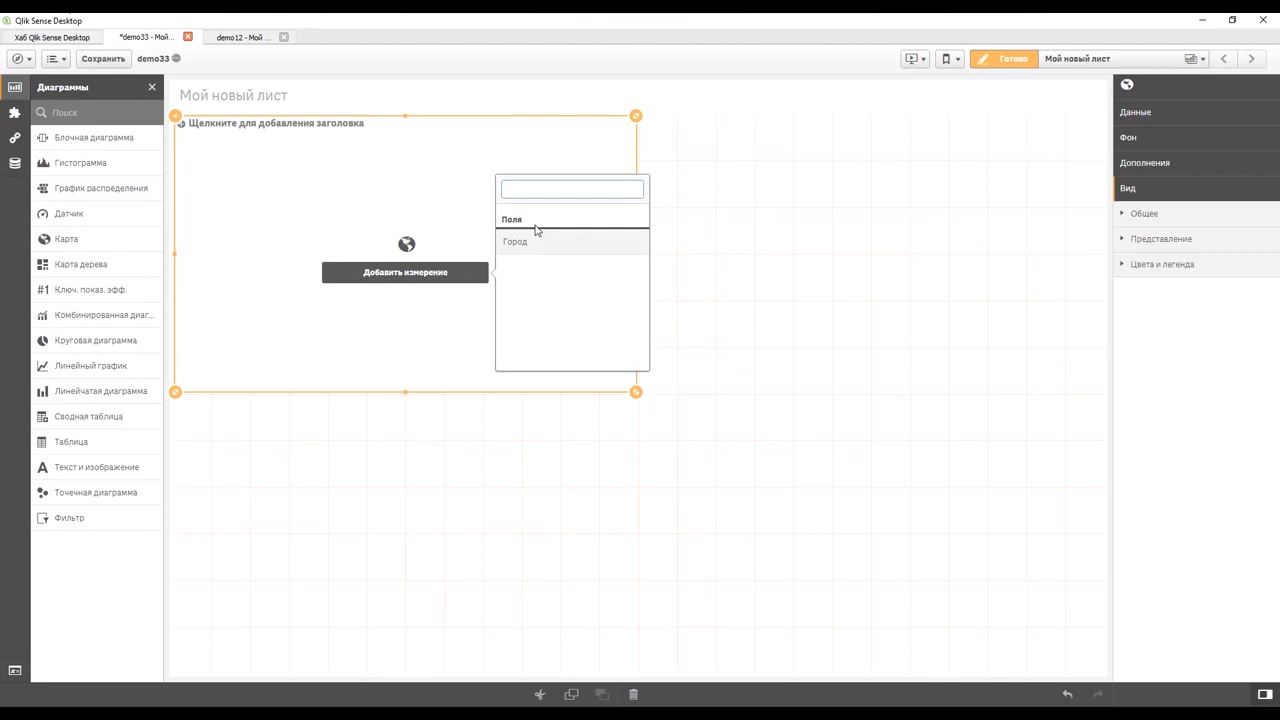 Qlik Sense Desktop
Хаб Qlik Sense Desktop
*demo33 - Мой...
demo12 - Мой ...
Сохранить
demo33
Готово
Мой новый лист
Диаграммы
Поиск
Блочная диаграмма
Гистограмма
График распределения
Датчик
Карта
Карта дерева
#1 Ключ. показ. эфф.
Комбинированная диаг...
Круговая диаграмма
Линейный график
Линейчатая диаграмма
Сводная таблица
Таблица
A Текст и изображение
Точечная диаграмма
Фильтр
Мой новый лист
Щелкните для добавления заголовка
Добавить измерение
Поля
Город
Данные
Фон
Дополнения
Вид
Общее
Представление
Цвета и легенда